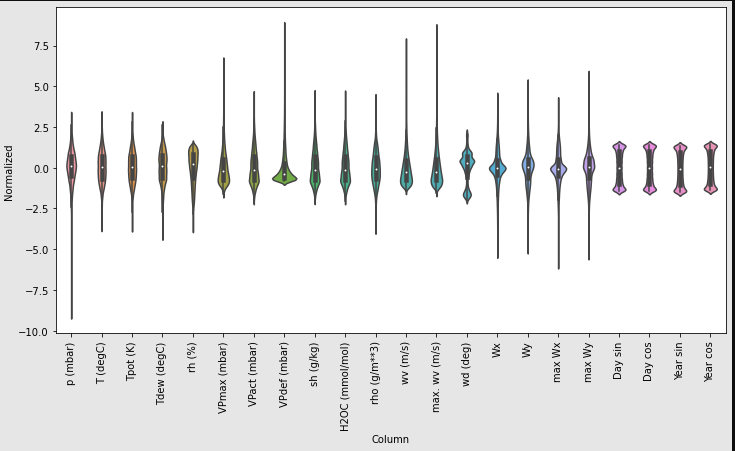 7.5
5.0
2.5
0.0
−2.5
−5.0
−7.5
−10.0
Normalized
p (mbar)
T (degC)
Tpot (K)
Tdew (degC)
rh (%)
VPmax (mbar)
VPact (mbar)
VPdef (mbar)
sh (g/kg)
H2OC (mmol/mol)
rho (g/m**3)
wv (m/s)
max. wv (m/s)
wd (deg)
Wx
Wy
max Wx
max Wy
Day sin
Day cos
Year sin
Year cos
Column